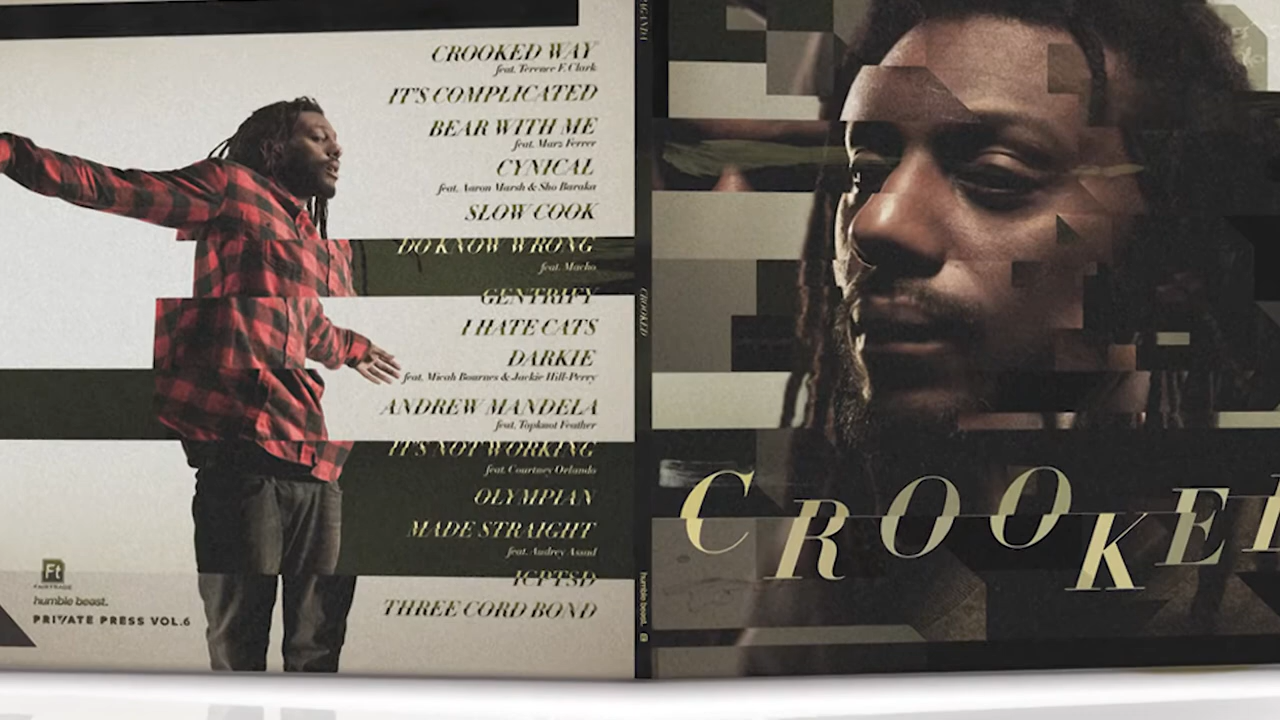 CROOKED WAY
feat. Terence F. Clark
IT'S COMPLICATED
BEAR WITH ME
feat. Marz Ferrer
CYNICAL
feat. Aaron Marsh & Sho Baraka
SLOW COOK
DO KNOW WRONG
feat. Macho
GENTRIFY
I HATE CATS
DARKIE
feat. Micah Bournes & Jackie Hill-Perry
ANDREW MANDELA
feat. Topknot Feather
IT'S NOT WORKING
feat. Courtney Orlando
OLYMPIAN
MADE STRAIGHT
feat. Audrey Assad
ICPTSD
THREE CORD BOND
Ft
FAIRTRADE
humble beast.
PRIVATE PRESS VOL.6
CROOKED
humble beast.
CROOKE